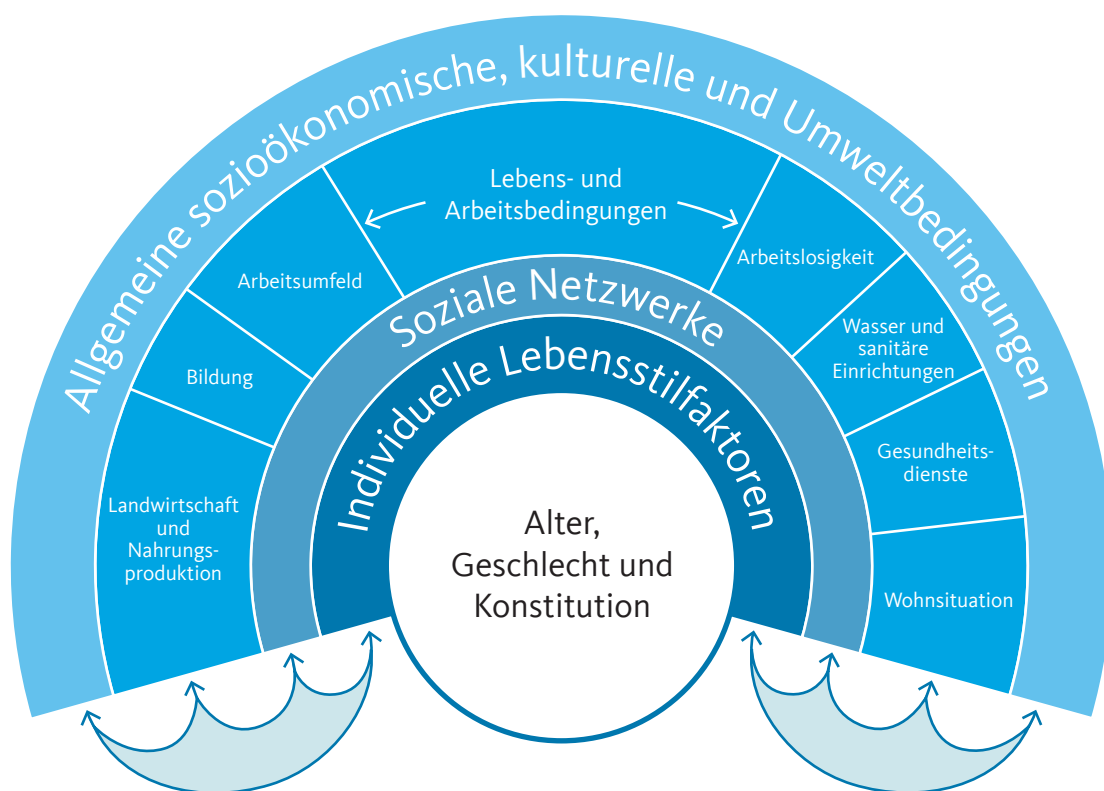 Allgemeine sozioökonomische, kulturelle und Umweltbedingungen
Lebens- und
Arbeitsbedingungen
Landwirtschaft
und
Nahrungs-
produktion
Bildung
Arbeitsumfeld
Arbeitslosigkeit
Wasser und
sanitäre
Einrichtungen
Gesundheits-
dienste
Wohnsituation
Soziale Netzwerke
Individuelle Lebensstilfaktoren
Alter,
Geschlecht und
Konstitution